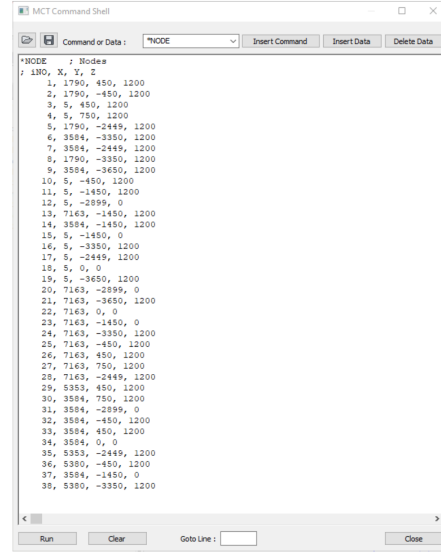 MCT Command Shell
Command or Data : *NODE Insert Command Insert Data Delete Data
*NODE ; Nodes
; iNO, X, Y, Z
1, 1790, 450, 1200
2, 1790, -450, 1200
3, 5, 450, 1200
4, 5, 750, 1200
5, 1790, -2449, 1200
6, 3584, -3350, 1200
7, 3584, -2449, 1200
8, 1790, -3350, 1200
9, 3584, -3650, 1200
10, 5, -450, 1200
11, 5, -1450, 1200
12, 5, -2899, 0
13, 7163, -1450, 1200
14, 3584, -1450, 1200
15, 5, -1450, 0
16, 5, -3350, 1200
17, 5, -2449, 1200
18, 5, 0, 0
19, 5, -3650, 1200
20, 7163, -2899, 0
21, 7163, -3650, 1200
22, 7163, 0, 0
23, 7163, -1450, 0
24, 7163, -3350, 1200
25, 7163, -450, 1200
26, 7163, 450, 1200
27, 7163, 750, 1200
28, 7163, -2449, 1200
29, 5353, 450, 1200
30, 3584, 750, 1200
31, 3584, -2899, 0
32, 3584, -450, 1200
33, 3584, 450, 1200
34, 3584, 0, 0
35, 5353, -2449, 1200
36, 5380, -450, 1200
37, 3584, -1450, 0
38, 5380, -3350, 1200
Run Clear Goto Line : Close